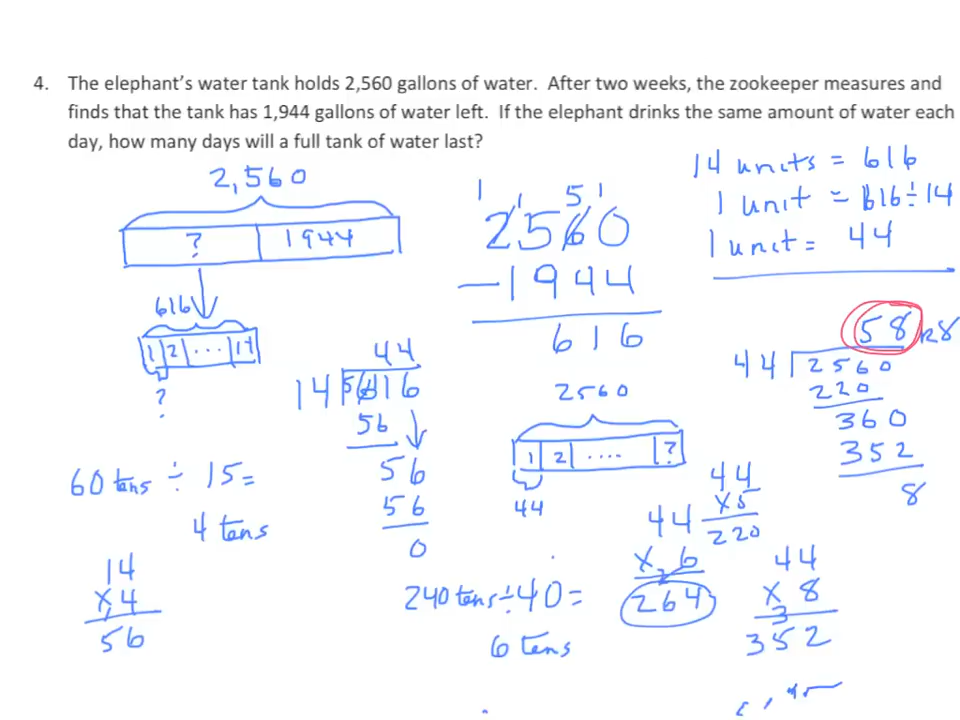 4. The elephant's water tank holds 2,560 gallons of water. After two weeks, the zookeeper measures and
finds that the tank has 1,944 gallons of water left. If the elephant drinks the same amount of water each
day, how many days will a full tank of water last?
2,560
? 1944
616
1 2 ... 14
?
1 1 5 1
2560
- 1944
616
14 units = 616
1 unit = 616 ÷ 14
1 unit = 44
44
14 616
56
56
56
0
60 tens ÷ 15 =
4 tens
14
x 4
56
2560
1 2 .... ?
44
58 R8
44 2560
220
360
352
8
240 tens ÷ 40 =
6 tens
44
x 6
264
44
x 5
220
44
x 8
3
352